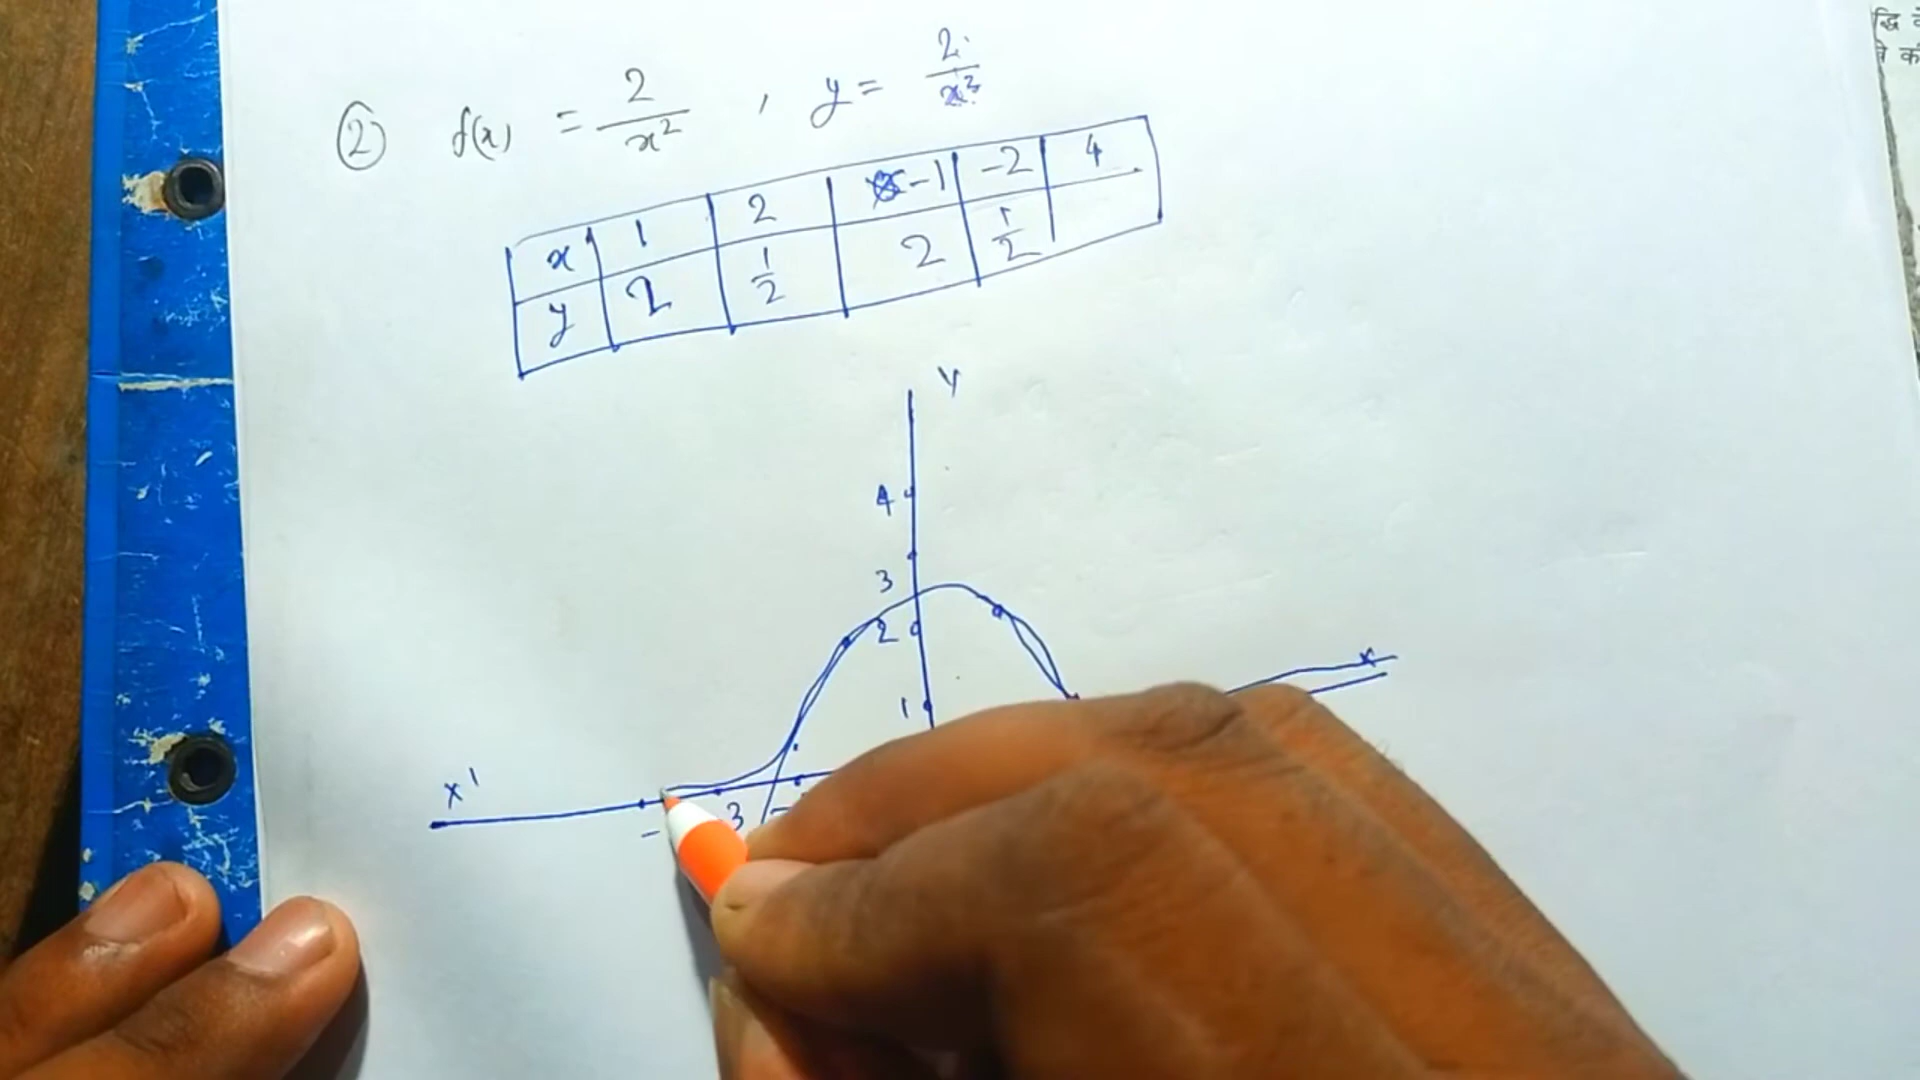 ② f(x) = 2/x² , y = 2/x²
x 1 2 -1 -2 4
y 2 1/2 2 1/2
y
4
3
2
1
x
x'
3